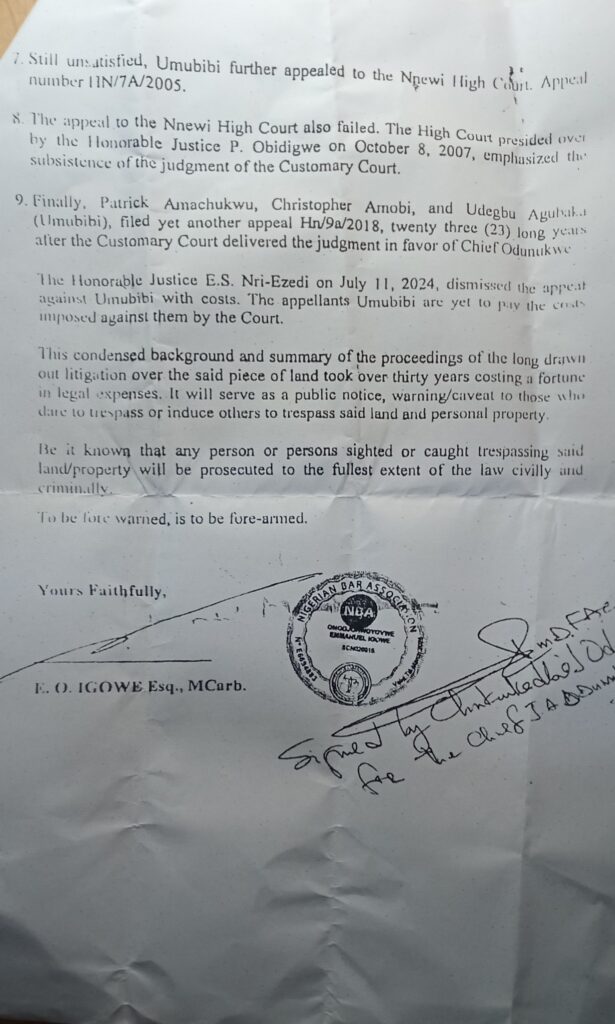 7. Still unsatisfied, Umubibi further appealed to the Nnewi High Court. Appeal
number HN/7A/2005.
8. The appeal to the Nnewi High Court also failed. The High Court presided over
by the Honorable Justice P. Obidigwe on October 8, 2007, emphasized the
subsistence of the judgment of the Customary Court.
9. Finally, Patrick Amachukwu, Christopher Amobi, and Udegbu Agubaka
(Umubibi), filed yet another appeal Hn/9a/2018, twenty three (23) long years
after the Customary Court delivered the judgment in favor of Chief Odunukwe
The Honorable Justice E.S. Nri-Ezedi on July 11, 2024, dismissed the appeal
against Umubibi with costs. The appellants Umubibi are yet to pay the costs
imposed against them by the Court.
This condensed background and summary of the proceedings of the long drawn
out litigation over the said piece of land took over thirty years costing a fortune
in legal expenses. It will serve as a public notice, warning/caveat to those who
dare to trespass or induce others to trespass said land and personal property.
Be it known that any person or persons sighted or caught trespassing said
land/property will be prosecuted to the fullest extent of the law civilly and
criminally.
To be fore warned, is to be fore-armed.
Yours Faithfully,
NIGERIAN BAR ASSOCIATION
NBA
EMMANUEL IGOWE
E. O. IGOWE Esq., MCarb.
Signed by
for the Chief J A